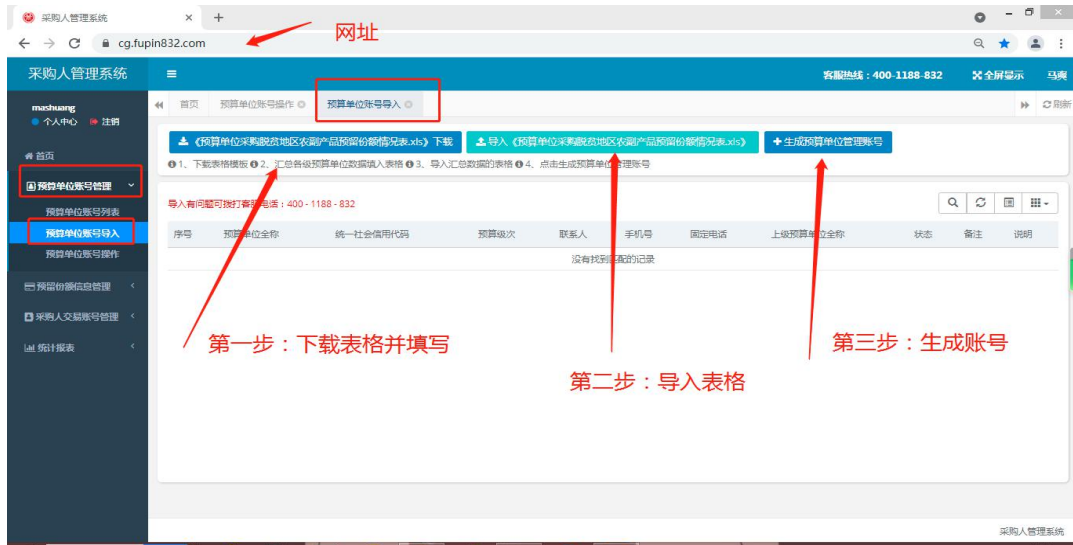 采购人管理系统
网址
cg.fupin832.com
采购人管理系统
客服热线：400-1188-832
全屏显示
马爽
mashuang
个人中心 注销
首页 预算单位账号操作 预算单位账号导入
刷新
《预算单位采购脱贫地区农副产品预留份额情况表.xls》下载
导入《预算单位采购脱贫地区农副产品预留份额情况表.xls》
生成预算单位管理账号
1、下载表格模板 2、汇总各级预算单位数据填入表格 3、导入汇总数据的表格 4、点击生成预算单位管理账号
首页
预算单位账号管理
预算单位账号列表
预算单位账号导入
预算单位账号操作
预留份额信息管理
采购人交易账号管理
统计报表
导入有问题可拨打客服电话：400-1188-832
序号 预算单位全称 统一社会信用代码 预算级次 联系人 手机号 固定电话 上级预算单位全称 状态 备注 说明
没有找到匹配的记录
第一步：下载表格并填写
第二步：导入表格
第三步：生成账号
采购人管理系统